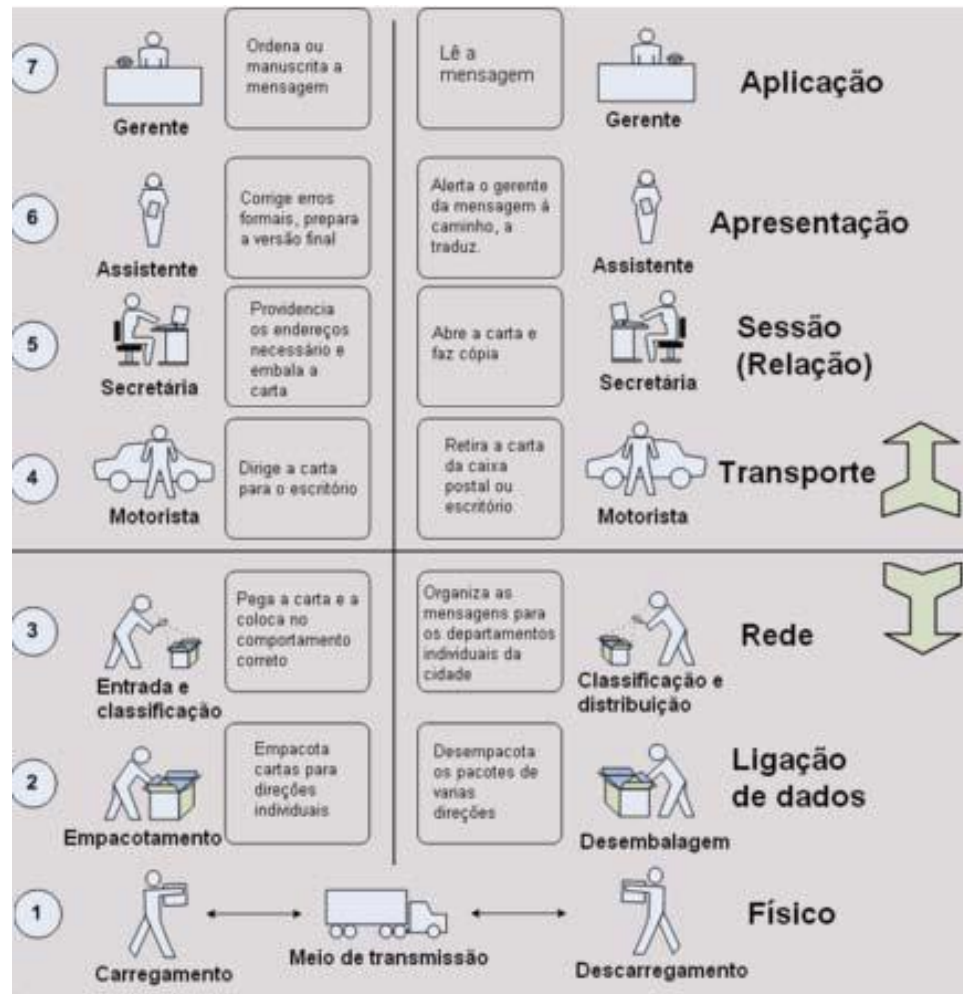 7
Ordena ou
manuscrita a
mensagem
Gerente
Lê a
mensagem
Gerente
Aplicação
6
Corrige erros
formais, prepara
a versão final
Assistente
Alerta o gerente
da mensagem á
caminho, a
traduz.
Assistente
Apresentação
5
Providencia
os endereços
necessário e
embala a
carta
Secretária
Abre a carta e
faz cópia
Secretária
Sessão
(Relação)
4
Dirige a carta
para o escritório
Motorista
Retira a carta
da caixa
postal ou
escritório
Motorista
Transporte
3
Pega a carta e a
coloca no
comportamento
correto
Entrada e
classificação
Organiza as
mensagens para
os departamentos
individuais da
cidade
Classificação e
distribuição
Rede
2
Empacota
cartas para
direções
individuais
Empacotamento
Desempacota
os pacotes de
varias
direções
Desembalagem
Ligação
de dados
1
Carregamento
Meio de transmissão
Descarregamento
Físico